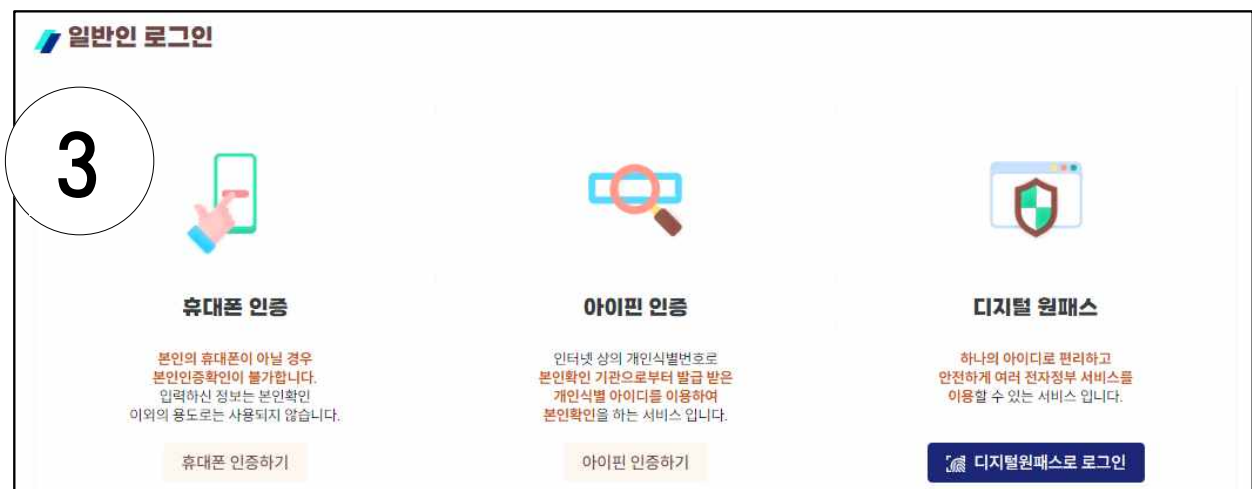 일반인 로그인
3
휴대폰 인증
본인의 휴대폰이 아닐 경우
본인인증확인이 불가합니다.
입력하신 정보는 본인확인
이외의 용도로는 사용되지 않습니다.
휴대폰 인증하기
아이핀 인증
인터넷 상의 개인식별번호로
본인확인 기관으로부터 발급 받은
개인식별 아이디를 이용하여
본인확인을 하는 서비스 입니다.
아이핀 인증하기
디지털 원패스
하나의 아이디로 편리하고
안전하게 여러 전자정부 서비스를
이용할 수 있는 서비스 입니다.
디지털원패스로 로그인